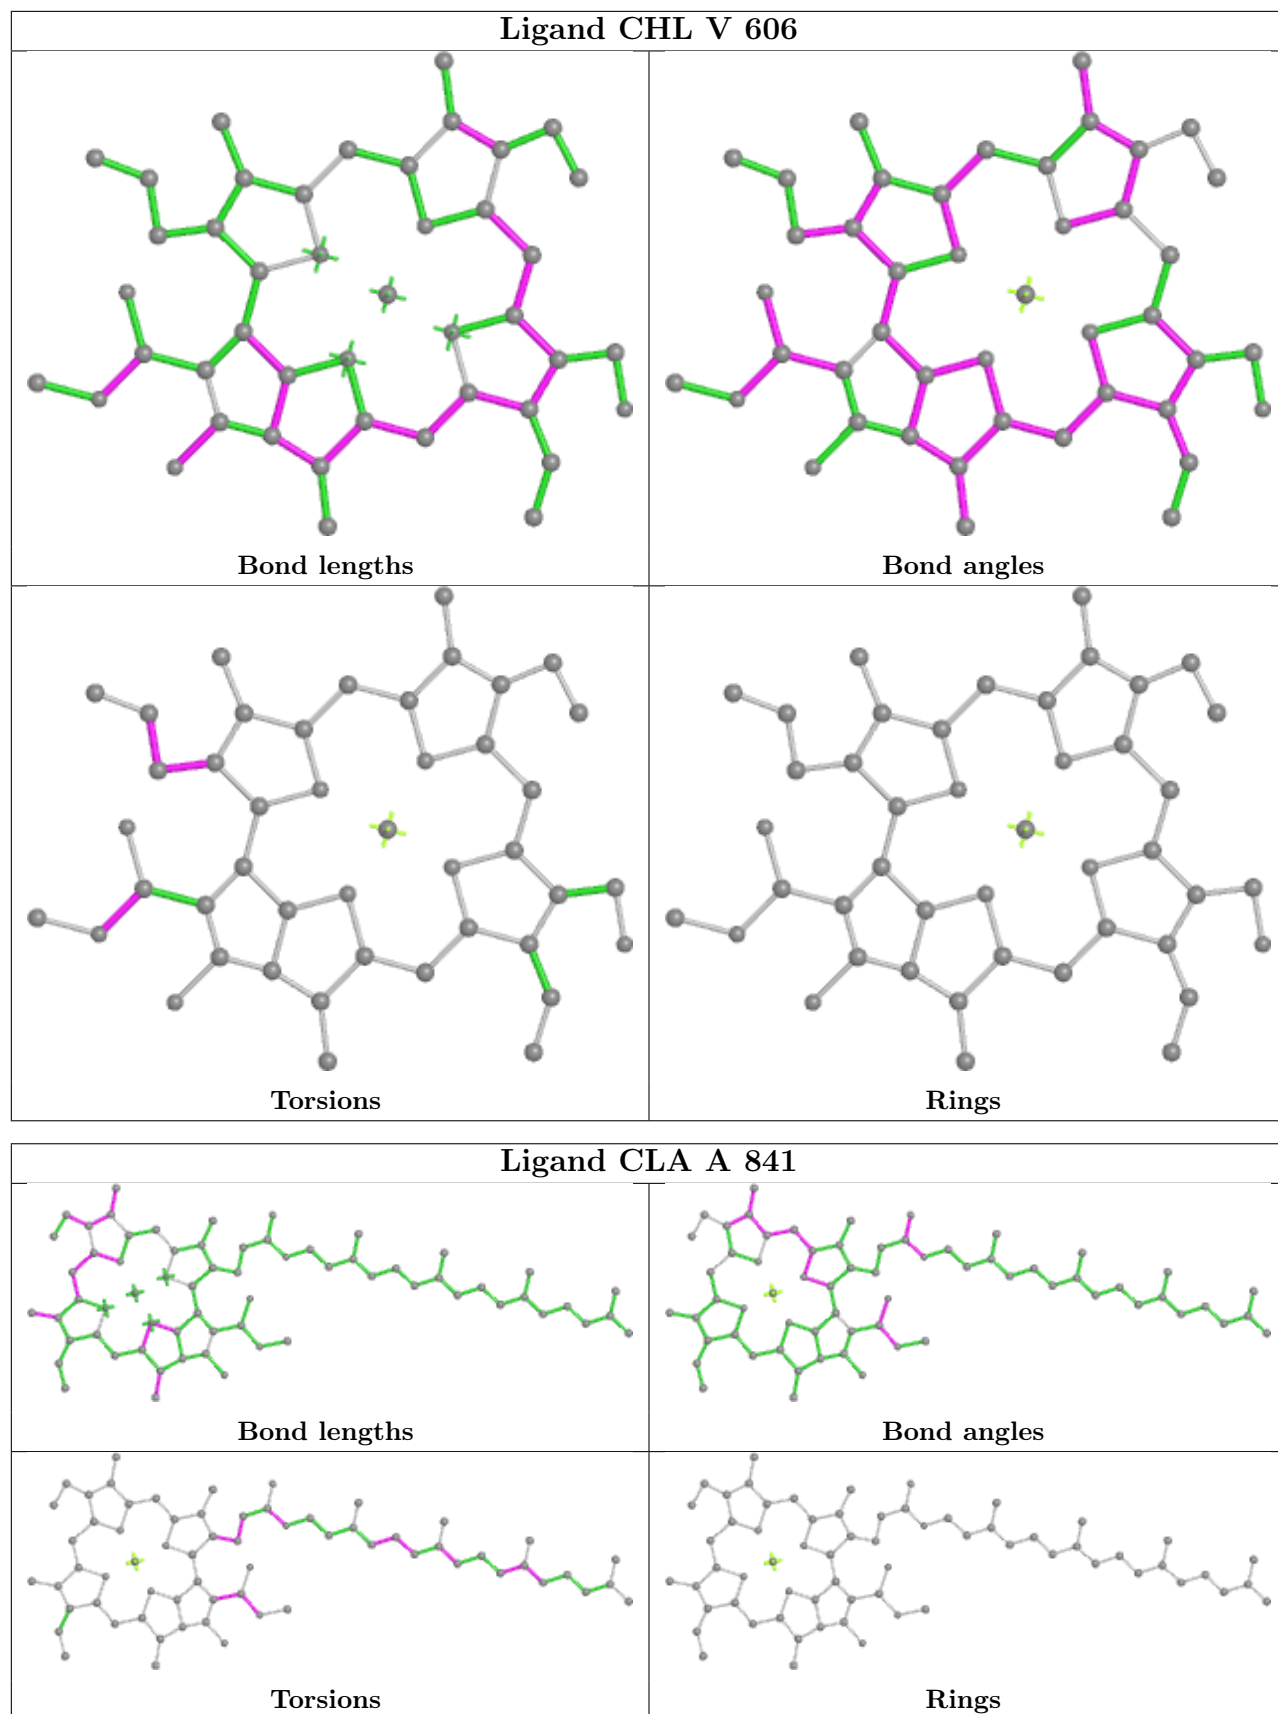 Ligand CHL V 606
Bond lengths
Bond angles
Torsions
Rings
Ligand CLA A 841
Bond lengths
Bond angles
Torsions
Rings